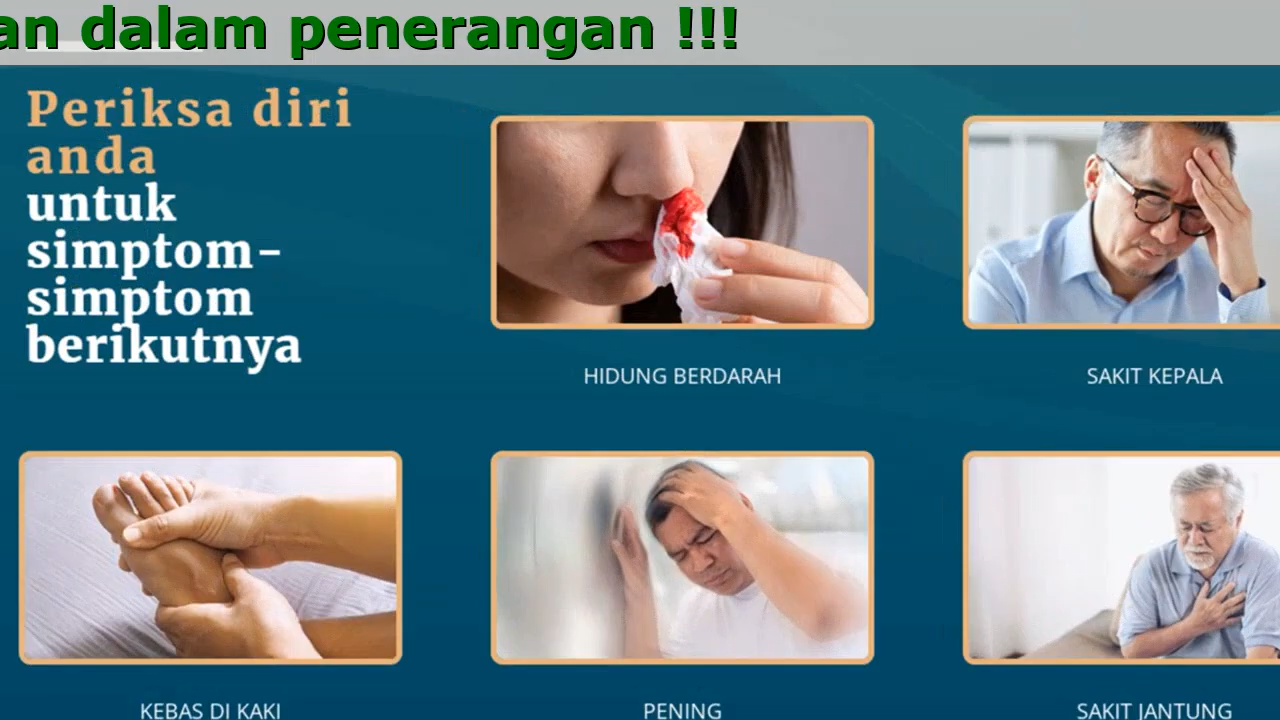 an dalam penerangan !!!
Periksa diri
anda
untuk
simptom-
simptom
berikutnya
HIDUNG BERDARAH
SAKIT KEPALA
KEBAS DI KAKI
PENING
SAKIT JANTUNG